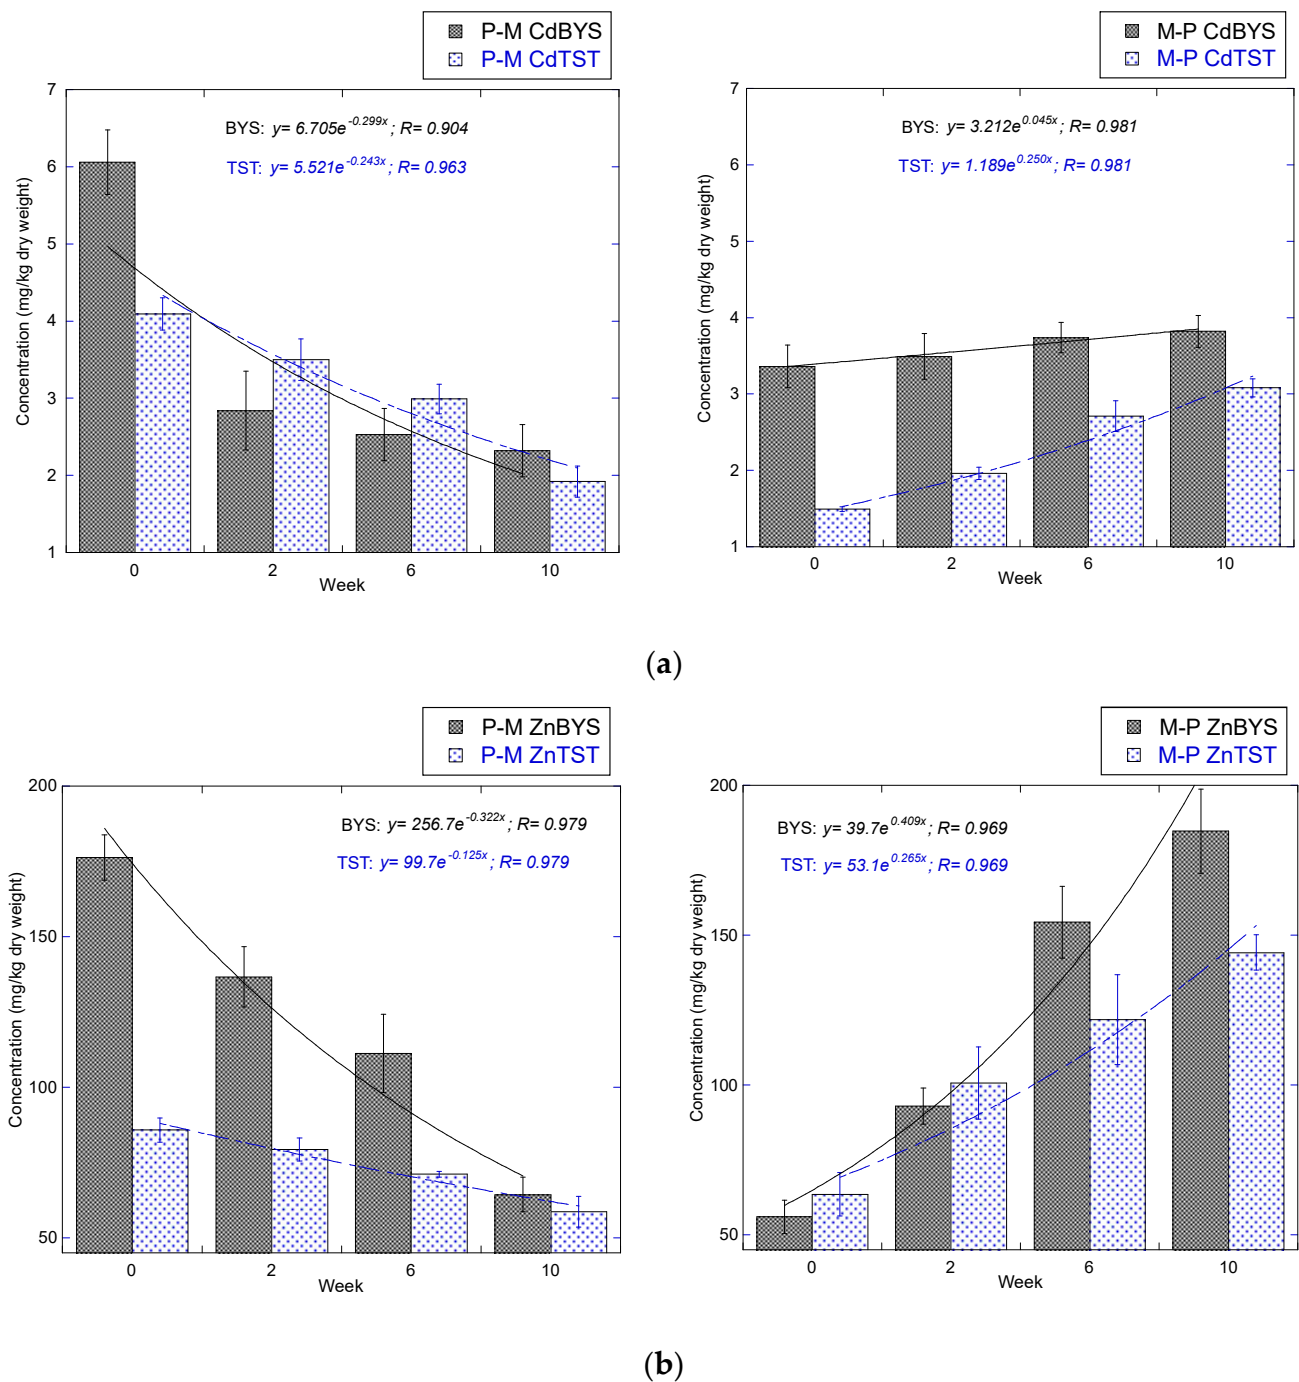 P-M CdBYS
P-M CdTST
7
6
5
4
3
2
1
Concentration (mg/kg dry weight)
BYS: y= 6.705e^-0.299x; R= 0.904
TST: y= 5.521e^-0.243x; R= 0.963
0 2 6 10
Week
M-P CdBYS
M-P CdTST
7
6
5
4
3
2
1
Concentration (mg/kg dry weight)
BYS: y= 3.212e^0.045x; R= 0.981
TST: y= 1.189e^0.250x; R= 0.981
0 2 6 10
Week
(a)
P-M ZnBYS
P-M ZnTST
200
150
100
50
Concentration (mg/kg dry weight)
BYS: y= 256.7e^-0.322x; R= 0.979
TST: y= 99.7e^-0.125x; R= 0.979
0 2 6 10
Week
M-P ZnBYS
M-P ZnTST
200
150
100
50
Concentration (mg/kg dry weight)
BYS: y= 39.7e^0.409x; R= 0.969
TST: y= 53.1e^0.265x; R= 0.969
0 2 6 10
Week
(b)